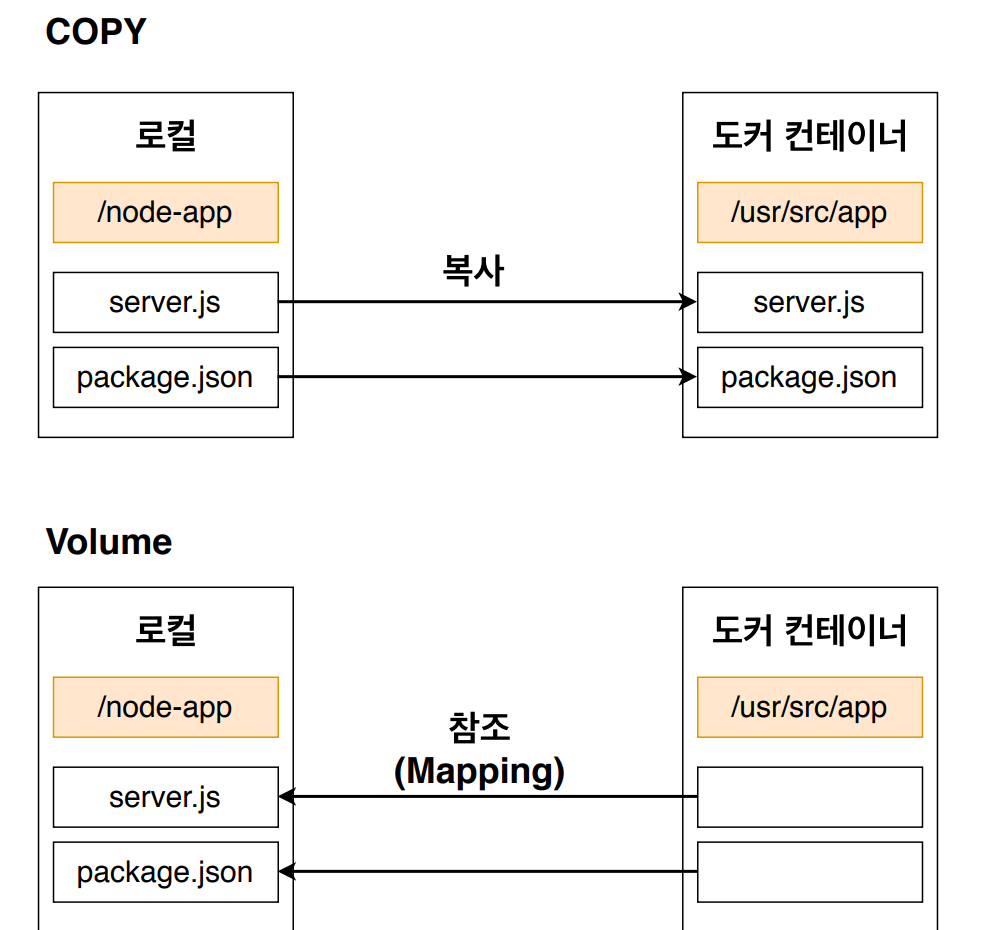 COPY
로컬
도커 컨테이너
/node-app
/usr/src/app
복사
server.js
server.js
package.json
package.json
Volume
로컬
도커 컨테이너
/node-app
/usr/src/app
참조
(Mapping)
server.js
package.json